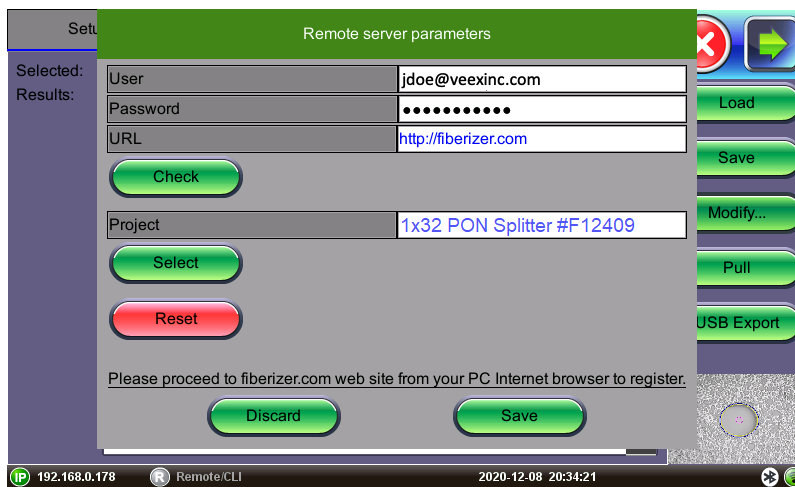 Setu
Remote server parameters
Selected:
Results:
User jdoe@veexinc.com
Password ●●●●●●●●●●●
URL http://fiberizer.com
Check
Project 1x32 PON Splitter #F12409
Select
Reset
Please proceed to fiberizer.com web site from your PC Internet browser to register.
Discard Save
Load
Save
Modify...
Pull
USB Export
IP 192.168.0.178 R Remote/CLI 2020-12-08 20:34:21